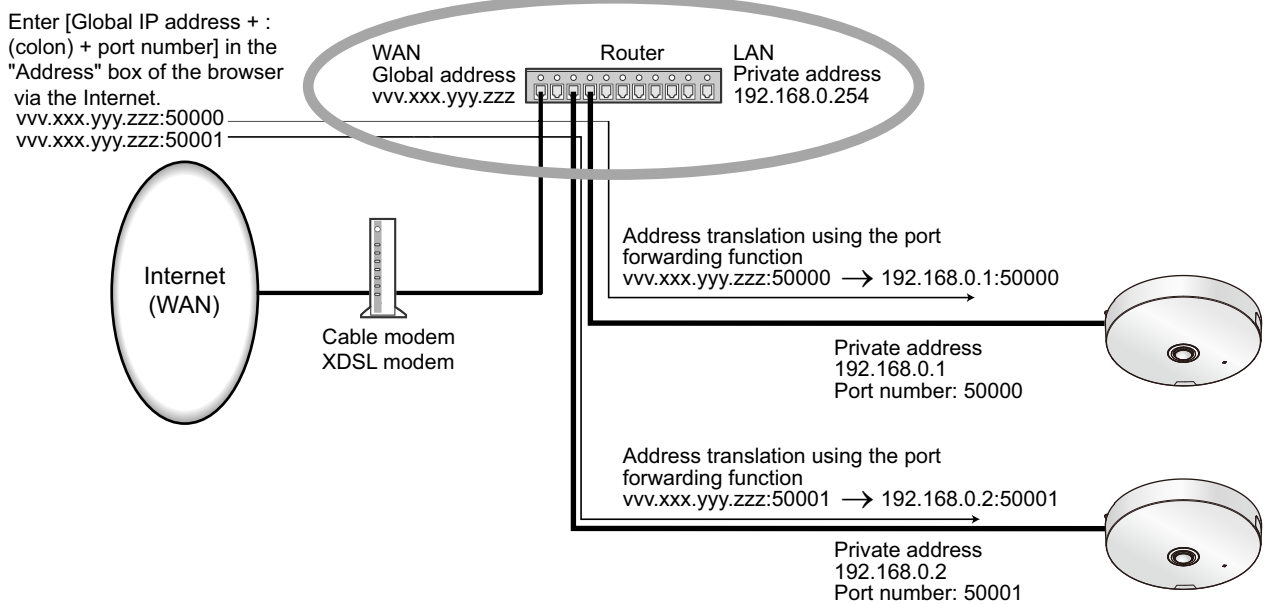 Enter [Global IP address + :
(colon) + port number] in the
"Address" box of the browser
via the Internet.
vvv.xxx.yyy.zzz:50000
vvv.xxx.yyy.zzz:50001
WAN
Global address
vvv.xxx.yyy.zzz
Router
LAN
Private address
192.168.0.254
Internet
(WAN)
Cable modem
XDSL modem
Address translation using the port
forwarding function
vvv.xxx.yyy.zzz:50000 → 192.168.0.1:50000
Private address
192.168.0.1
Port number: 50000
Address translation using the port
forwarding function
vvv.xxx.yyy.zzz:50001 → 192.168.0.2:50001
Private address
192.168.0.2
Port number: 50001